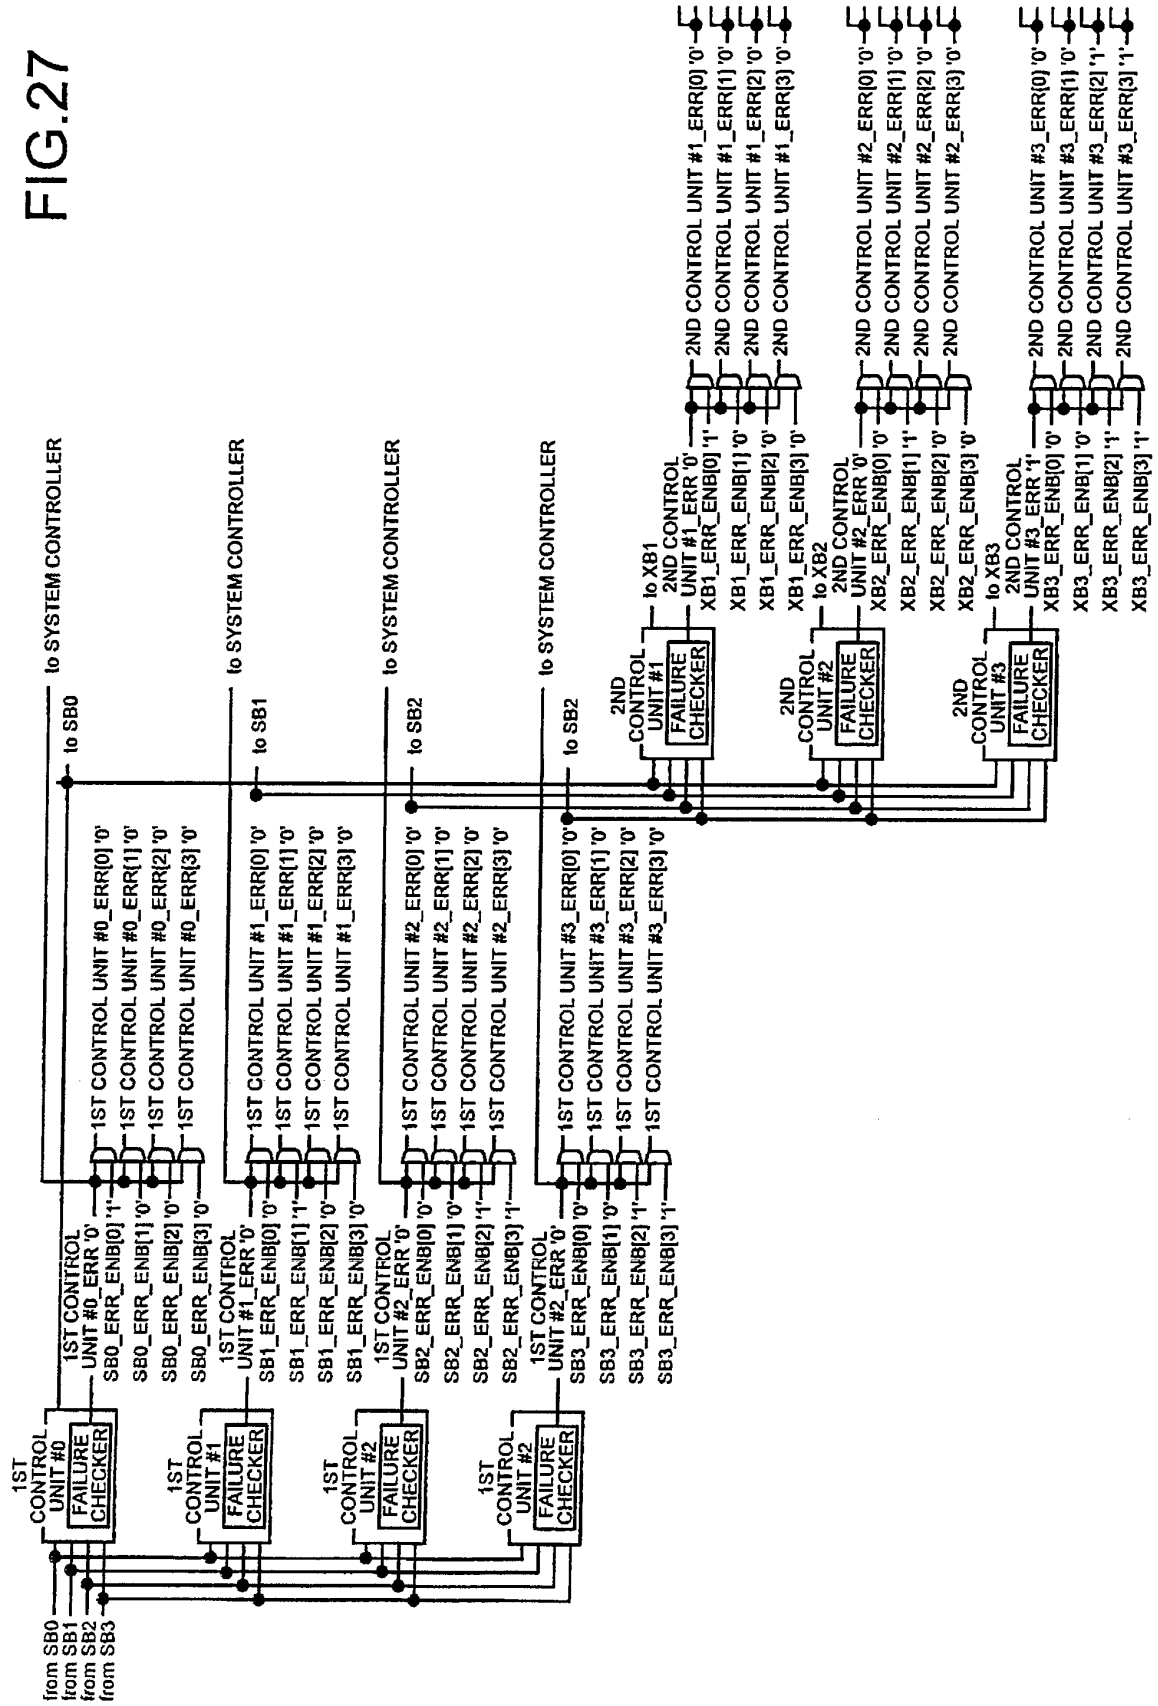 FIG.27
from SB0
from SB1
from SB2
from SB3
1ST
CONTROL
UNIT #0
FAILURE
CHECKER
1ST CONTROL
UNIT #0_ERR '0'
SB0_ERR_ENB[0] '1'
SB0_ERR_ENB[1] '0'
SB0_ERR_ENB[2] '0'
SB0_ERR_ENB[3] '0'
1ST CONTROL UNIT #0_ERR[0] '0'
1ST CONTROL UNIT #0_ERR[1] '0'
1ST CONTROL UNIT #0_ERR[2] '0'
1ST CONTROL UNIT #0_ERR[3] '0'
to SYSTEM CONTROLLER
to SB0
1ST
CONTROL
UNIT #1
FAILURE
CHECKER
1ST CONTROL
UNIT #1_ERR '0'
SB1_ERR_ENB[0] '0'
SB1_ERR_ENB[1] '1'
SB1_ERR_ENB[2] '0'
SB1_ERR_ENB[3] '0'
1ST CONTROL UNIT #1_ERR[0] '0'
1ST CONTROL UNIT #1_ERR[1] '0'
1ST CONTROL UNIT #1_ERR[2] '0'
1ST CONTROL UNIT #1_ERR[3] '0'
to SYSTEM CONTROLLER
to SB1
1ST
CONTROL
UNIT #2
FAILURE
CHECKER
1ST CONTROL
UNIT #2_ERR '0'
SB2_ERR_ENB[0] '0'
SB2_ERR_ENB[1] '0'
SB2_ERR_ENB[2] '1'
SB2_ERR_ENB[3] '1'
1ST CONTROL UNIT #2_ERR[0] '0'
1ST CONTROL UNIT #2_ERR[1] '0'
1ST CONTROL UNIT #2_ERR[2] '0'
1ST CONTROL UNIT #2_ERR[3] '0'
to SYSTEM CONTROLLER
to SB2
1ST
CONTROL
UNIT #2
FAILURE
CHECKER
1ST CONTROL
UNIT #2_ERR '0'
SB3_ERR_ENB[0] '0'
SB3_ERR_ENB[1] '0'
SB3_ERR_ENB[2] '1'
SB3_ERR_ENB[3] '1'
1ST CONTROL UNIT #3_ERR[0] '0'
1ST CONTROL UNIT #3_ERR[1] '0'
1ST CONTROL UNIT #3_ERR[2] '0'
1ST CONTROL UNIT #3_ERR[3] '0'
to SYSTEM CONTROLLER
to SB2
2ND
CONTROL
UNIT #1
FAILURE
CHECKER
to XB1
2ND CONTROL
UNIT #1_ERR '0'
XB1_ERR_ENB[0] '1'
XB1_ERR_ENB[1] '0'
XB1_ERR_ENB[2] '0'
XB1_ERR_ENB[3] '0'
2ND CONTROL UNIT #1_ERR[0] '0'
2ND CONTROL UNIT #1_ERR[1] '0'
2ND CONTROL UNIT #1_ERR[2] '0'
2ND CONTROL UNIT #1_ERR[3] '0'
2ND
CONTROL
UNIT #2
FAILURE
CHECKER
to XB2
2ND CONTROL
UNIT #2_ERR '0'
XB2_ERR_ENB[0] '0'
XB2_ERR_ENB[1] '1'
XB2_ERR_ENB[2] '0'
XB2_ERR_ENB[3] '0'
2ND CONTROL UNIT #2_ERR[0] '0'
2ND CONTROL UNIT #2_ERR[1] '0'
2ND CONTROL UNIT #2_ERR[2] '0'
2ND CONTROL UNIT #2_ERR[3] '0'
2ND
CONTROL
UNIT #3
FAILURE
CHECKER
to XB3
2ND CONTROL
UNIT #3_ERR '1'
XB3_ERR_ENB[0] '0'
XB3_ERR_ENB[1] '0'
XB3_ERR_ENB[2] '1'
XB3_ERR_ENB[3] '1'
2ND CONTROL UNIT #3_ERR[0] '0'
2ND CONTROL UNIT #3_ERR[1] '0'
2ND CONTROL UNIT #3_ERR[2] '1'
2ND CONTROL UNIT #3_ERR[3] '1'